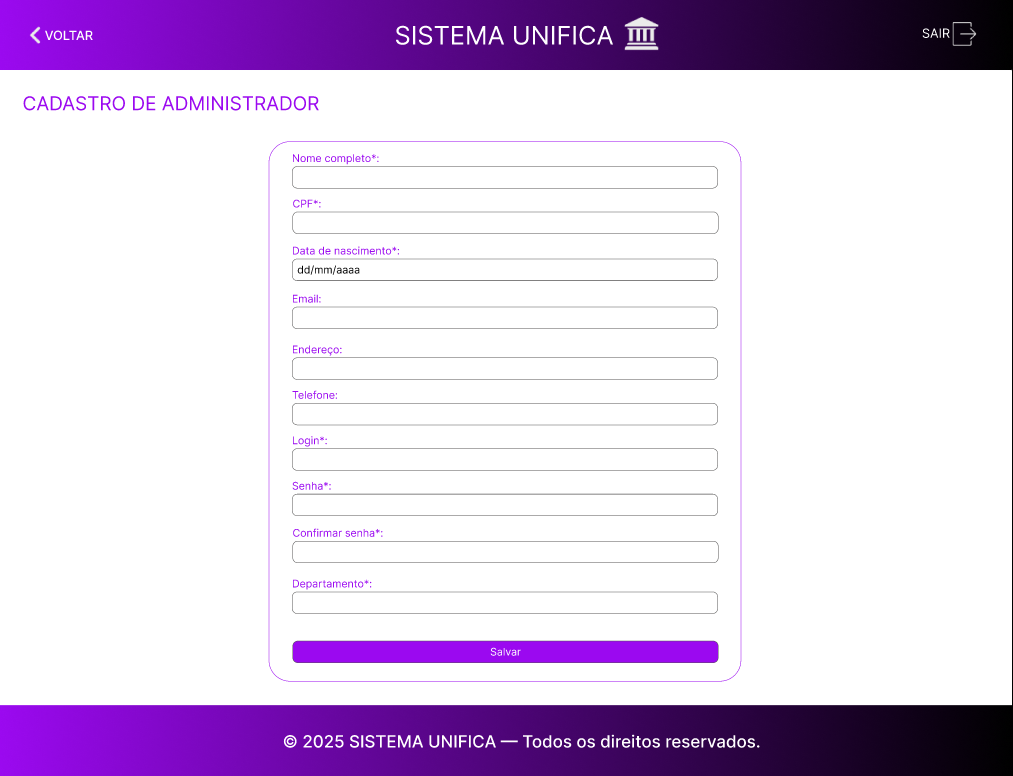 VOLTAR
SISTEMA UNIFICA
SAIR
CADASTRO DE ADMINISTRADOR
Nome completo*:
CPF*:
Data de nascimento*:
dd/mm/aaaa
Email:
Endereço:
Telefone:
Login*:
Senha*:
Confirmar senha*:
Departamento*:
Salvar
© 2025 SISTEMA UNIFICA — Todos os direitos reservados.